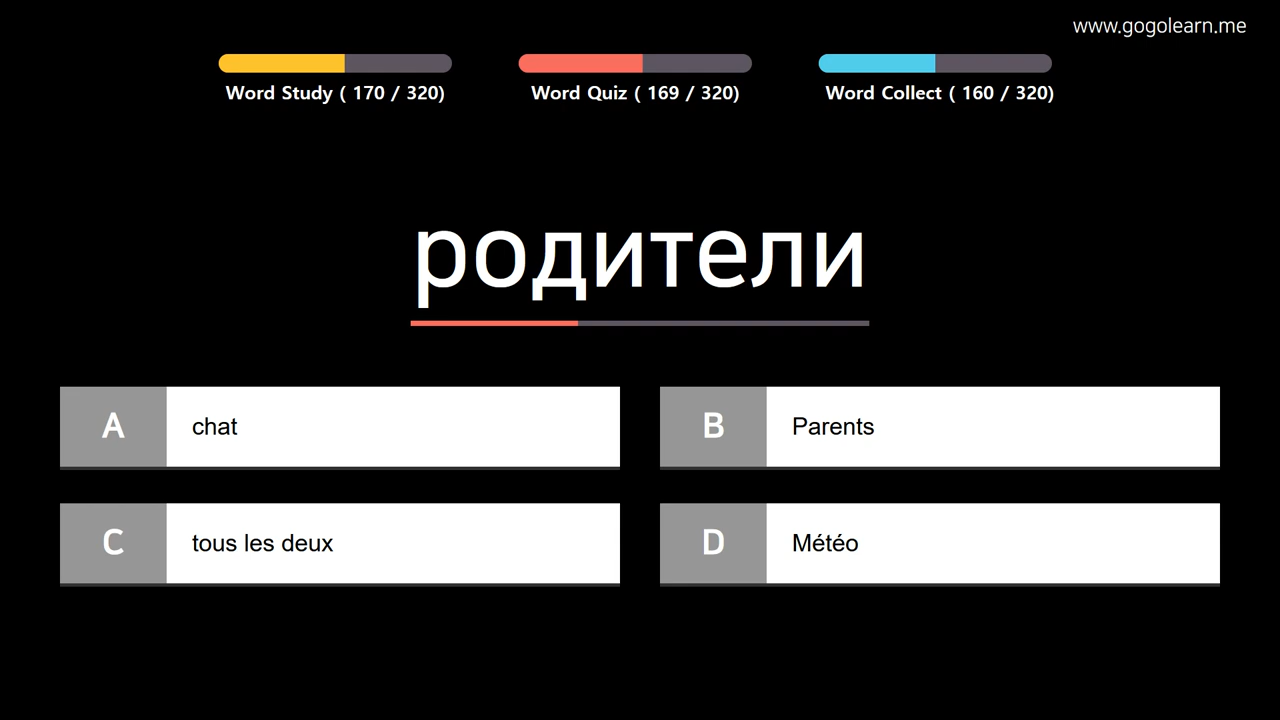 www.gogolearn.me
Word Study ( 170 / 320)
Word Quiz ( 169 / 320)
Word Collect ( 160 / 320)
родители
A chat
B Parents
C tous les deux
D Météo